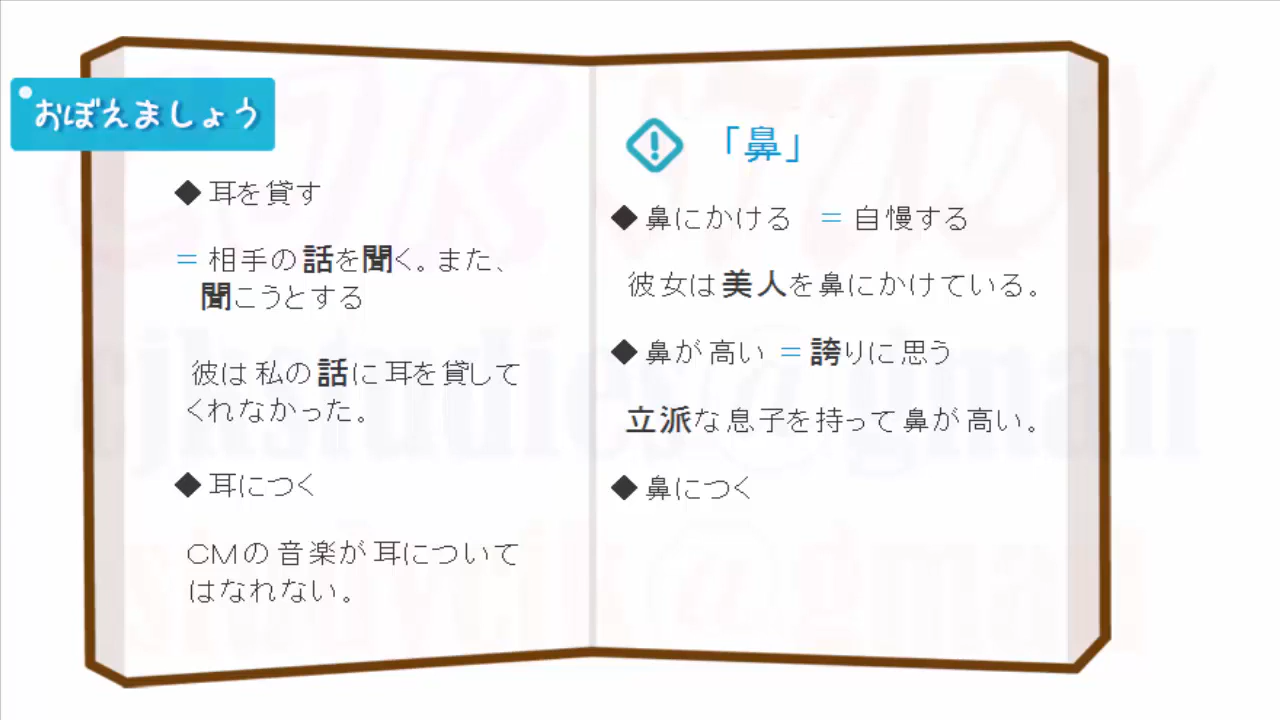 おぼえましょう
◆耳を貸す
＝相手の話を聞く。また、
聞こうとする
彼は私の話に耳を貸して
くれなかった。
◆耳につく
CMの音楽が耳について
はなれない。
「鼻」
◆鼻にかける ＝自慢する
彼女は美人を鼻にかけている。
◆鼻が高い ＝誇りに思う
立派な息子を持って鼻が高い。
◆鼻につく